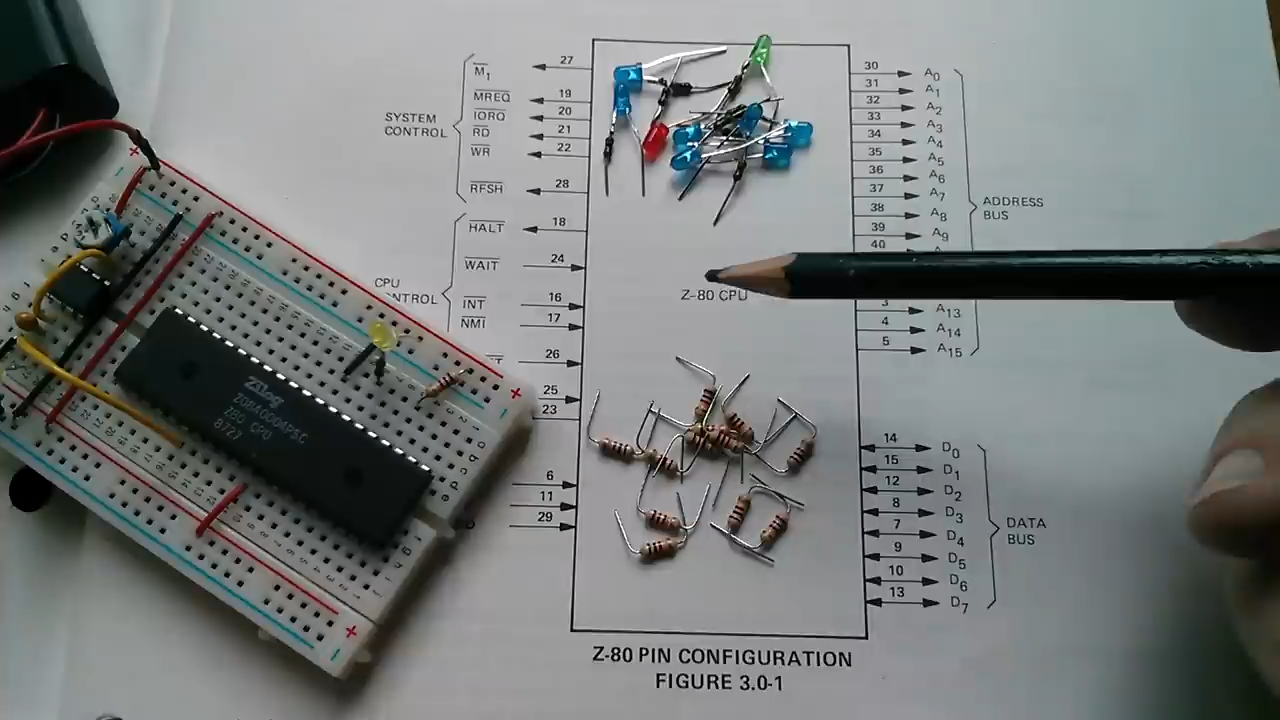 27 M1
19 MREQ
20 IORQ
21 RD
22 WR
28 RFSH
SYSTEM
CONTROL
18 HALT
24 WAIT
16 INT
17 NMI
26
CPU
NTROL
25
23
6
11
29
Z-80 CPU
30 A0
31 A1
32 A2
33 A3
34 A4
35 A5
36 A6
37 A7
38 A8
39 A9
40
3 A13
4 A14
5 A15
ADDRESS
BUS
14 D0
15 D1
12 D2
8 D3
7 D4
9 D5
10 D6
13 D7
DATA
BUS
Z-80 PIN CONFIGURATION
FIGURE 3.0-1
Zilog
Z80 CPU
8727